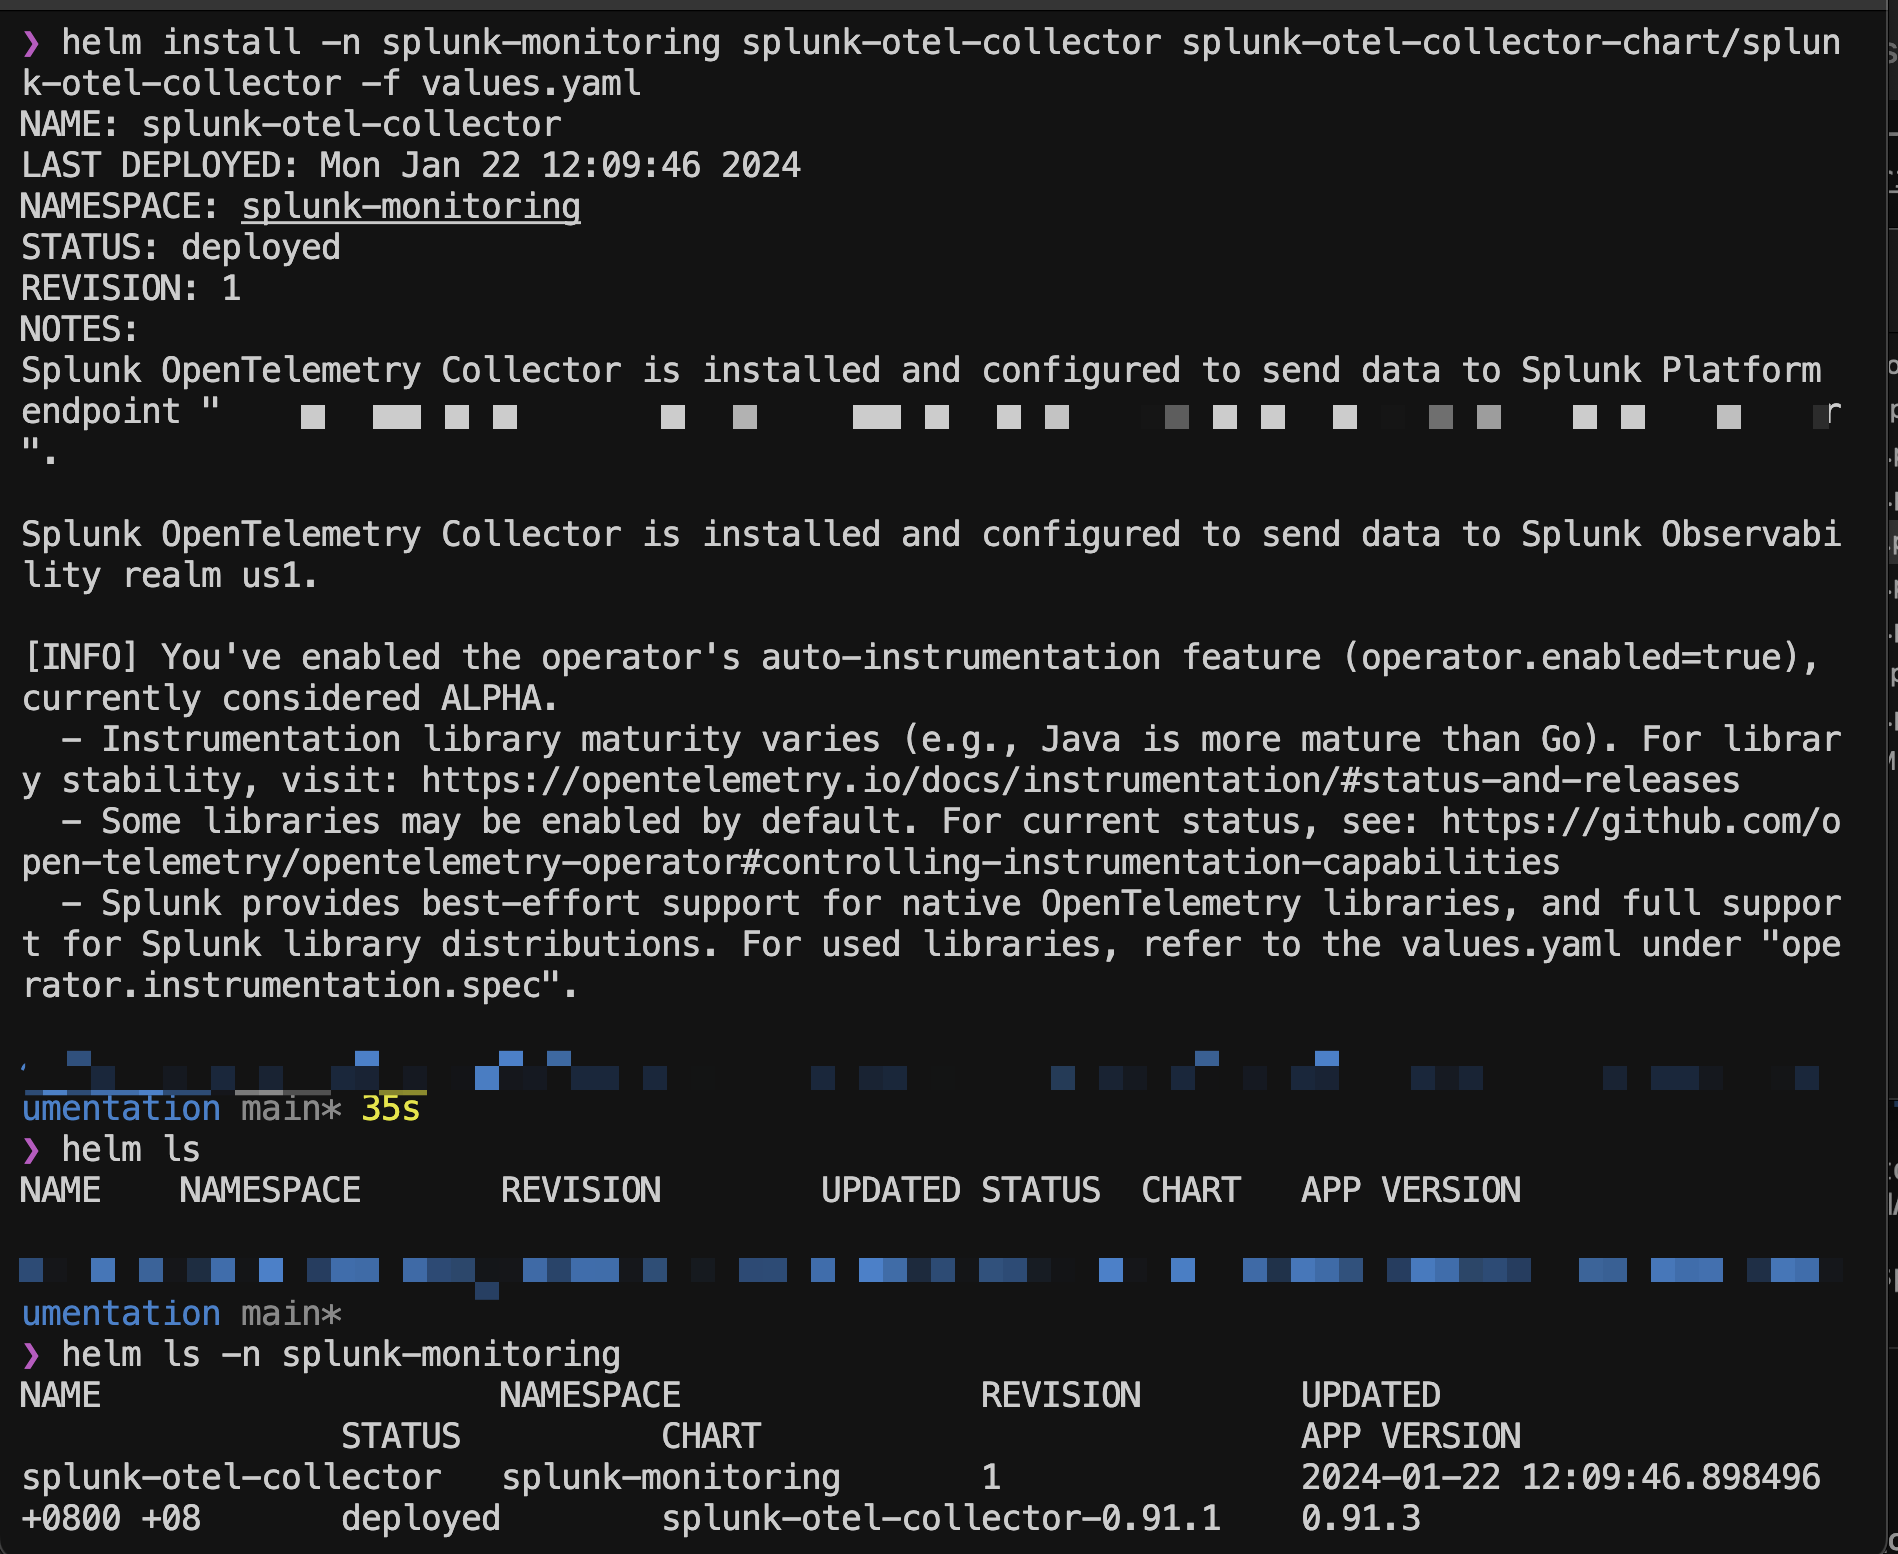 ❯ helm install -n splunk-monitoring splunk-otel-collector splunk-otel-collector-chart/splun
k-otel-collector -f values.yaml
NAME: splunk-otel-collector
LAST DEPLOYED: Mon Jan 22 12:09:46 2024
NAMESPACE: splunk-monitoring
STATUS: deployed
REVISION: 1
NOTES:
Splunk OpenTelemetry Collector is installed and configured to send data to Splunk Platform
endpoint "
".
Splunk OpenTelemetry Collector is installed and configured to send data to Splunk Observabi
lity realm us1.
[INFO] You've enabled the operator's auto-instrumentation feature (operator.enabled=true),
currently considered ALPHA.
  - Instrumentation library maturity varies (e.g., Java is more mature than Go). For librar
y stability, visit: https://opentelemetry.io/docs/instrumentation/#status-and-releases
  - Some libraries may be enabled by default. For current status, see: https://github.com/o
pen-telemetry/opentelemetry-operator#controlling-instrumentation-capabilities
  - Splunk provides best-effort support for native OpenTelemetry libraries, and full suppor
t for Splunk library distributions. For used libraries, refer to the values.yaml under "ope
rator.instrumentation.spec".
umentation main* 35s
❯ helm ls
NAME    NAMESPACE       REVISION        UPDATED STATUS  CHART   APP VERSION
umentation main*
❯ helm ls -n splunk-monitoring
NAME                    NAMESPACE               REVISION        UPDATED
                STATUS          CHART                           APP VERSION
splunk-otel-collector   splunk-monitoring       1               2024-01-22 12:09:46.898496
+0800 +08       deployed        splunk-otel-collector-0.91.1    0.91.3